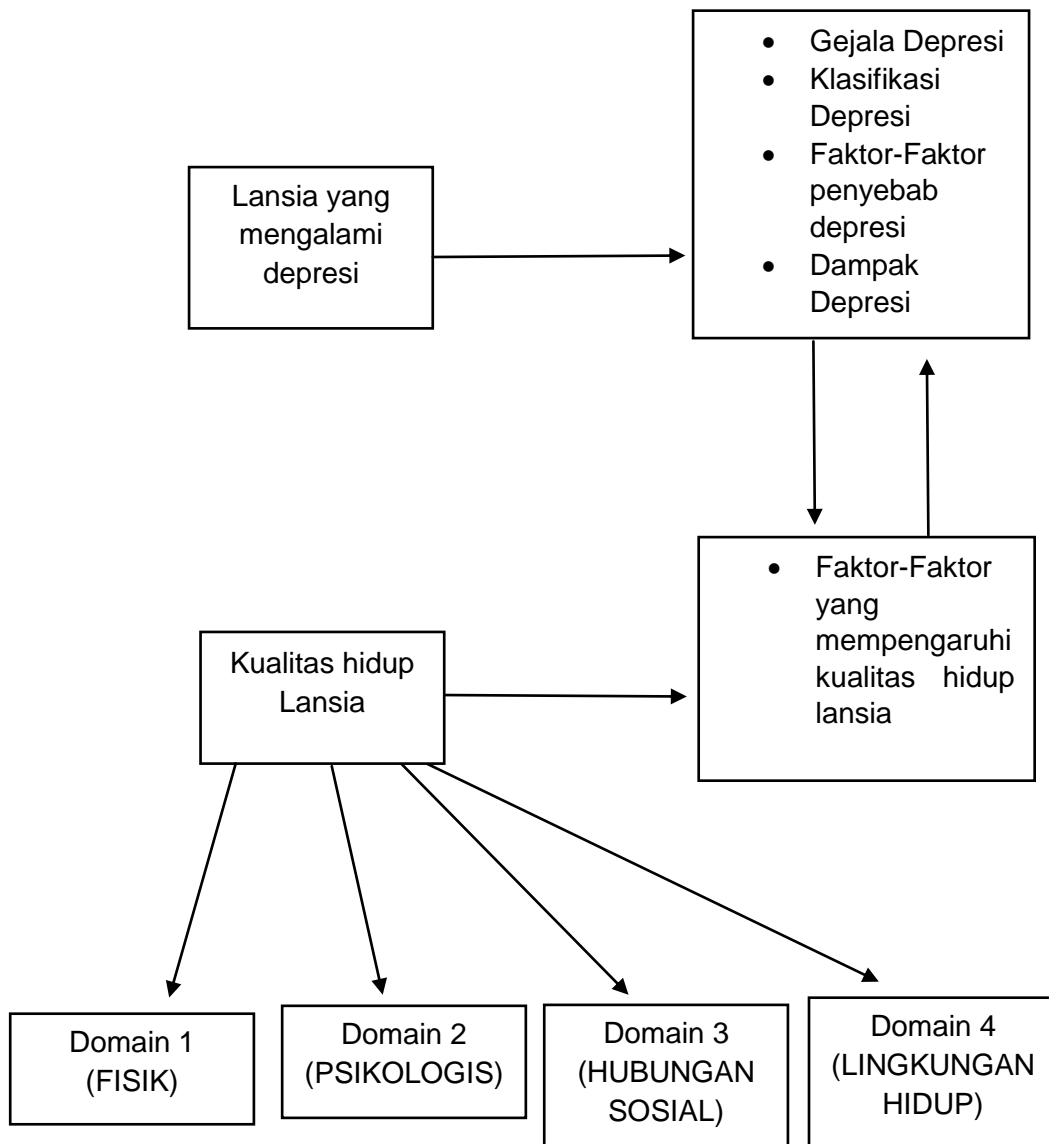 • Gejala Depresi
• Klasifikasi
Depresi
• Faktor-Faktor
penyebab
depresi
• Dampak
Depresi
Lansia yang
mengalami
depresi
• Faktor-Faktor
yang
mempengaruhi
kualitas hidup
lansia
Kualitas hidup
Lansia
Domain 1
(FISIK)
Domain 2
(PSIKOLOGIS)
Domain 3
(HUBUNGAN
SOSIAL)
Domain 4
(LINGKUNGAN
HIDUP)